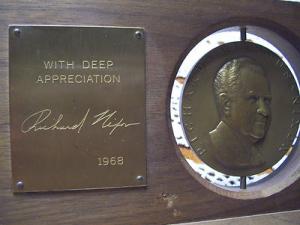 WITH DEEP
APPRECIATION
Richard Nixon
1968